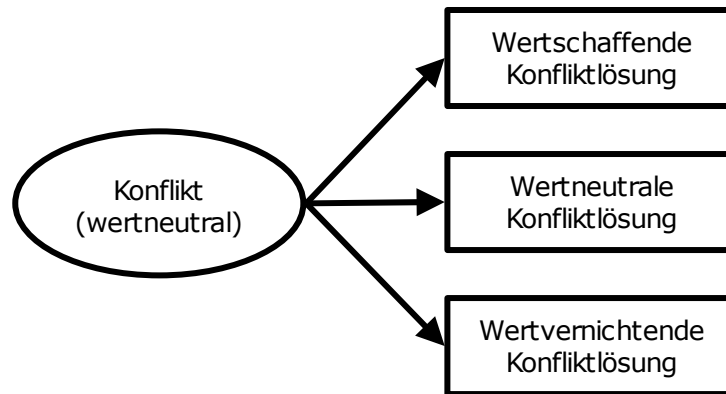 Wertschaffende
Konfliktlösung
Konflikt
(wertneutral)
Wertneutrale
Konfliktlösung
Wertvernichtende
Konfliktlösung